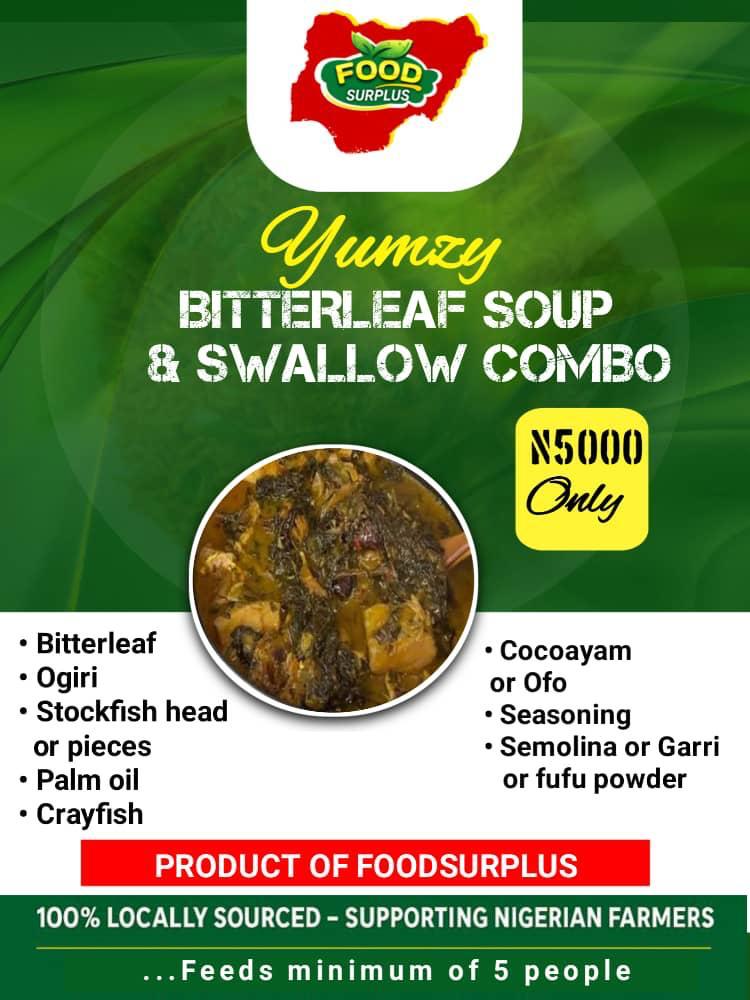 FOOD
SURPLUS
Yumzy
BITTERLEAF SOUP
& SWALLOW COMBO
N5000
Only
• Bitterleaf
• Ogiri
• Stockfish head
or pieces
• Palm oil
• Crayfish
• Cocoayam
or Ofo
• Seasoning
• Semolina or Garri
or fufu powder
PRODUCT OF FOODSURPLUS
100% LOCALLY SOURCED – SUPPORTING NIGERIAN FARMERS
...Feeds minimum of 5 people